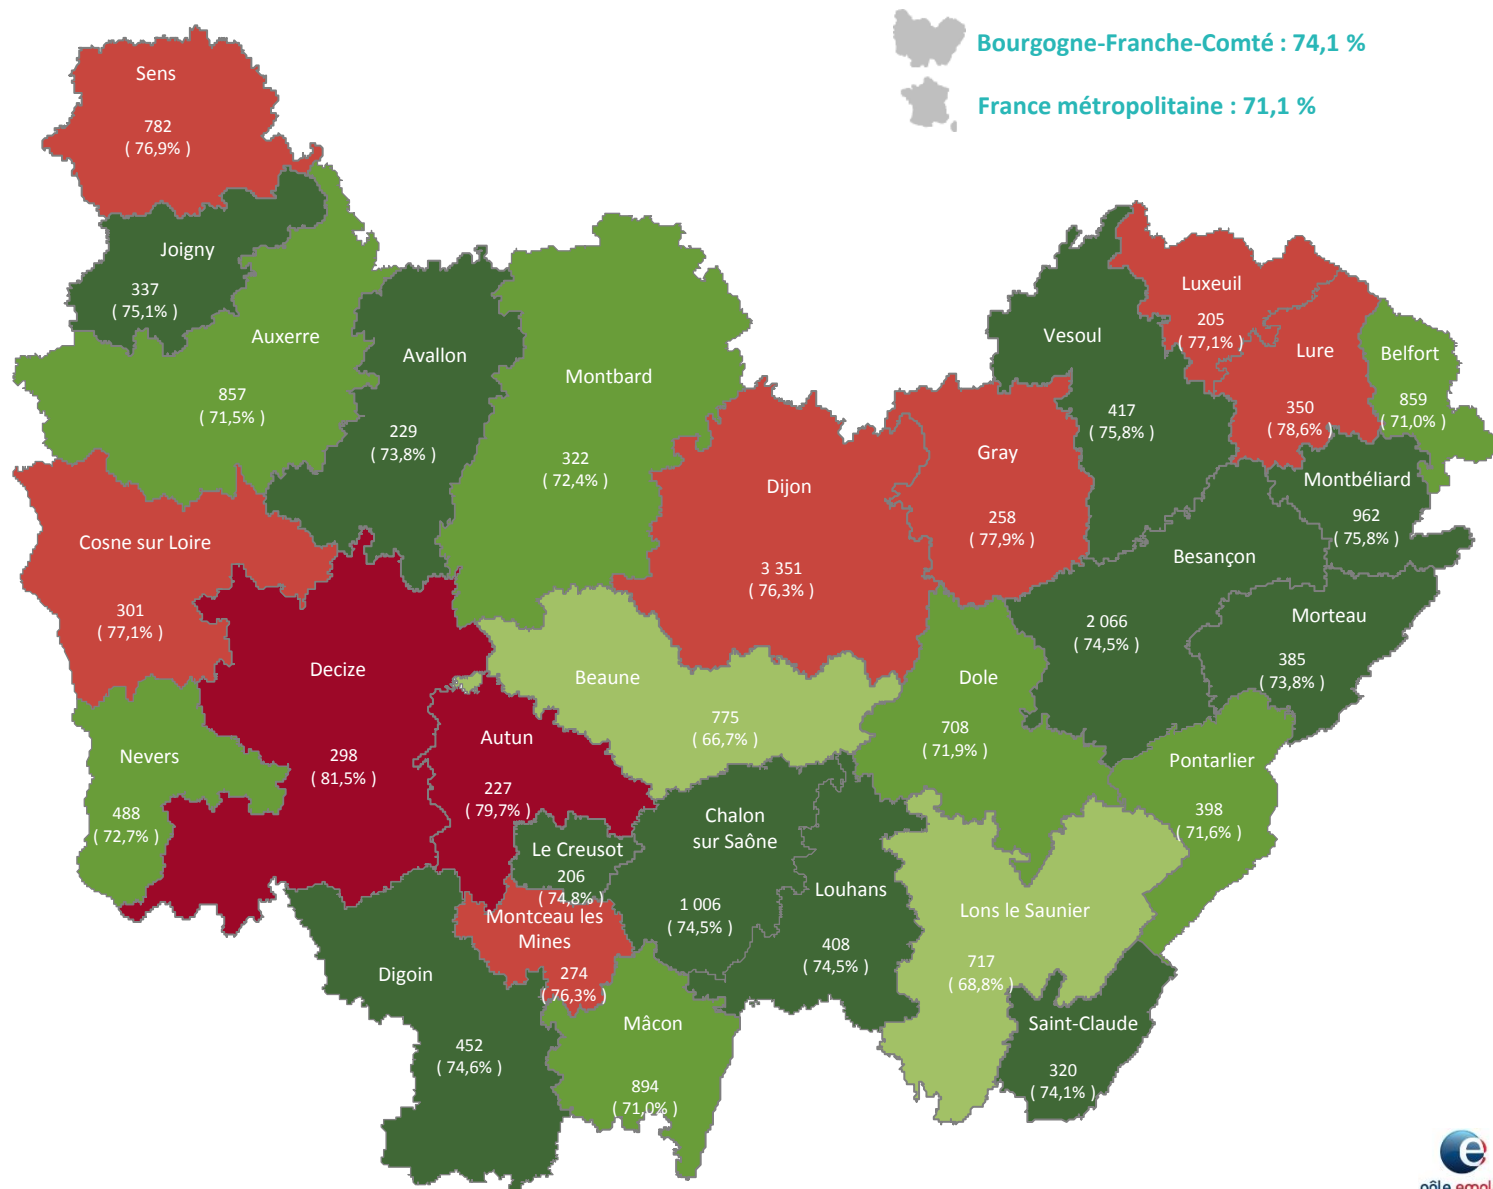 Bourgogne-Franche-Comté : 74,1 %
France métropolitaine : 71,1 %
Sens
782
( 76,9% )
Joigny
337
( 75,1% )
Auxerre
857
( 71,5% )
Avallon
229
( 73,8% )
Montbard
322
( 72,4% )
Dijon
3 351
( 76,3% )
Gray
258
( 77,9% )
Vesoul
417
( 75,8% )
Luxeuil
205
( 77,1% )
Lure
350
( 78,6% )
Belfort
859
( 71,0% )
Montbéliard
962
( 75,8% )
Besançon
2 066
( 74,5% )
Morteau
385
( 73,8% )
Cosne sur Loire
301
( 77,1% )
Decize
298
( 81,5% )
Nevers
488
( 72,7% )
Autun
227
( 79,7% )
Beaune
775
( 66,7% )
Dole
708
( 71,9% )
Pontarlier
398
( 71,6% )
Le Creusot
206
( 74,8% )
Chalon
sur Saône
1 006
( 74,5% )
Louhans
408
( 74,5% )
Lons le Saunier
717
( 68,8% )
Montceau les
Mines
274
( 76,3% )
Digoin
452
( 74,6% )
Mâcon
894
( 71,0% )
Saint-Claude
320
( 74,1% )
e
pôle empl